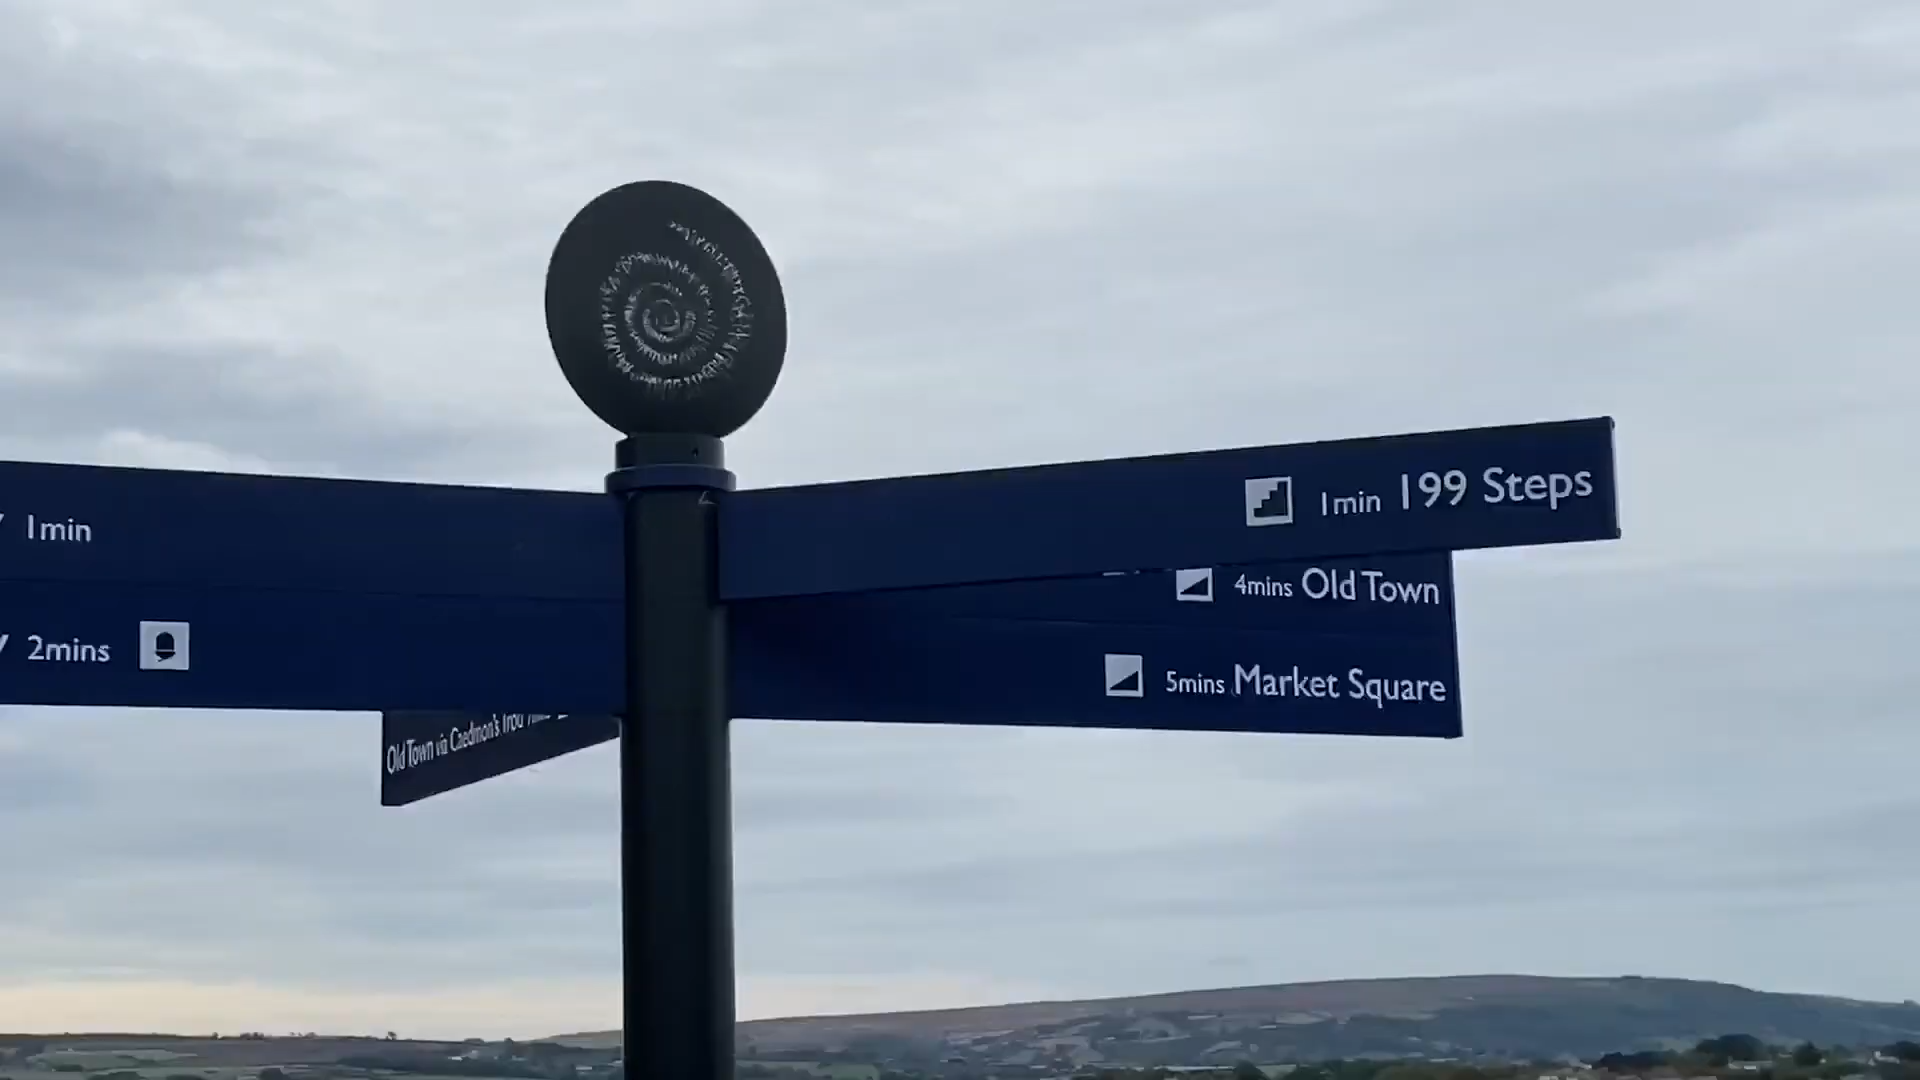 1min
2mins
1min 199 Steps
4mins Old Town
5mins Market Square
Old Town via Caedmon's Trod